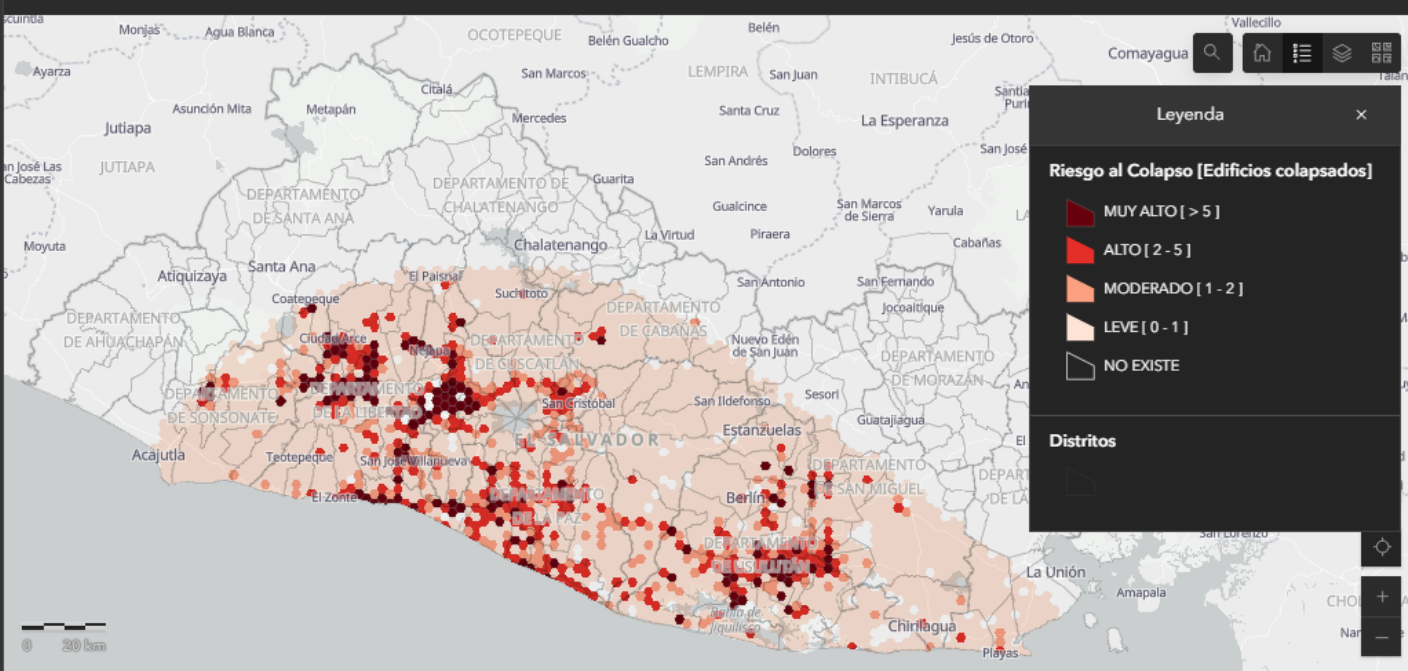 Monjas
Agua Blanca
OCOTEPEQUE
Belén Gualcho
Belén
Jesús de Otoro
Vallecillo
Comayagua
Ayarza
Citalá
San Marcos
LEMPIRA
San Juan
INTIBUCÁ
Asunción Mita
Metapán
Mercedes
Santa Cruz
La Esperanza
Jutiapa
JUTIAPA
San Andrés
Dolores
San José
an José Las
Cabezas
DEPARTAMENTO
DE SANTA ANA
DEPARTAMENTO DE
CHALATENANGO
Guarita
Gualcince
San Marcos
de Sierra
Yarula
Moyuta
La Virtud
Piraera
Cabañas
Chalatenango
Atiquizaya
Santa Ana
El Paisnal
San Antonio
San Fernando
Coatepeque
Suchitoto
Jocoaitique
DEPARTAMENTO
DE AHUACHAPÁN
DEPARTAMENTO
DE CABAÑAS
Ciudad Arce
Nejapa
DEPARTAMENTO
DE CUSCATLÁN
Nuevo Edén
de San Juan
DEPARTAMENTO
DE MORAZÁN
DEPARTAMENTO
DE SONSONATE
DEPARTAMENTO
DE LA LIBERTAD
San Cristóbal
San Ildefonso
Sesori
Guatajiagua
EL SALVADOR
Estanzuelas
Acajutla
Teotepeque
San José Villanueva
DEPARTAMENTO
DE SAN MIGUEL
El Zonte
DEPARTAMENTO
DE LA PAZ
Berlín
DEPARTAMENTO
DE USULUTÁN
La Unión
Amapala
San Lorenzo
Bahía de
Jiquilisco
Chirilagua
Playas
0 20 km
Leyenda
Riesgo al Colapso [Edificios colapsados]
MUY ALTO [ > 5 ]
ALTO [ 2 - 5 ]
MODERADO [ 1 - 2 ]
LEVE [ 0 - 1 ]
NO EXISTE
Distritos